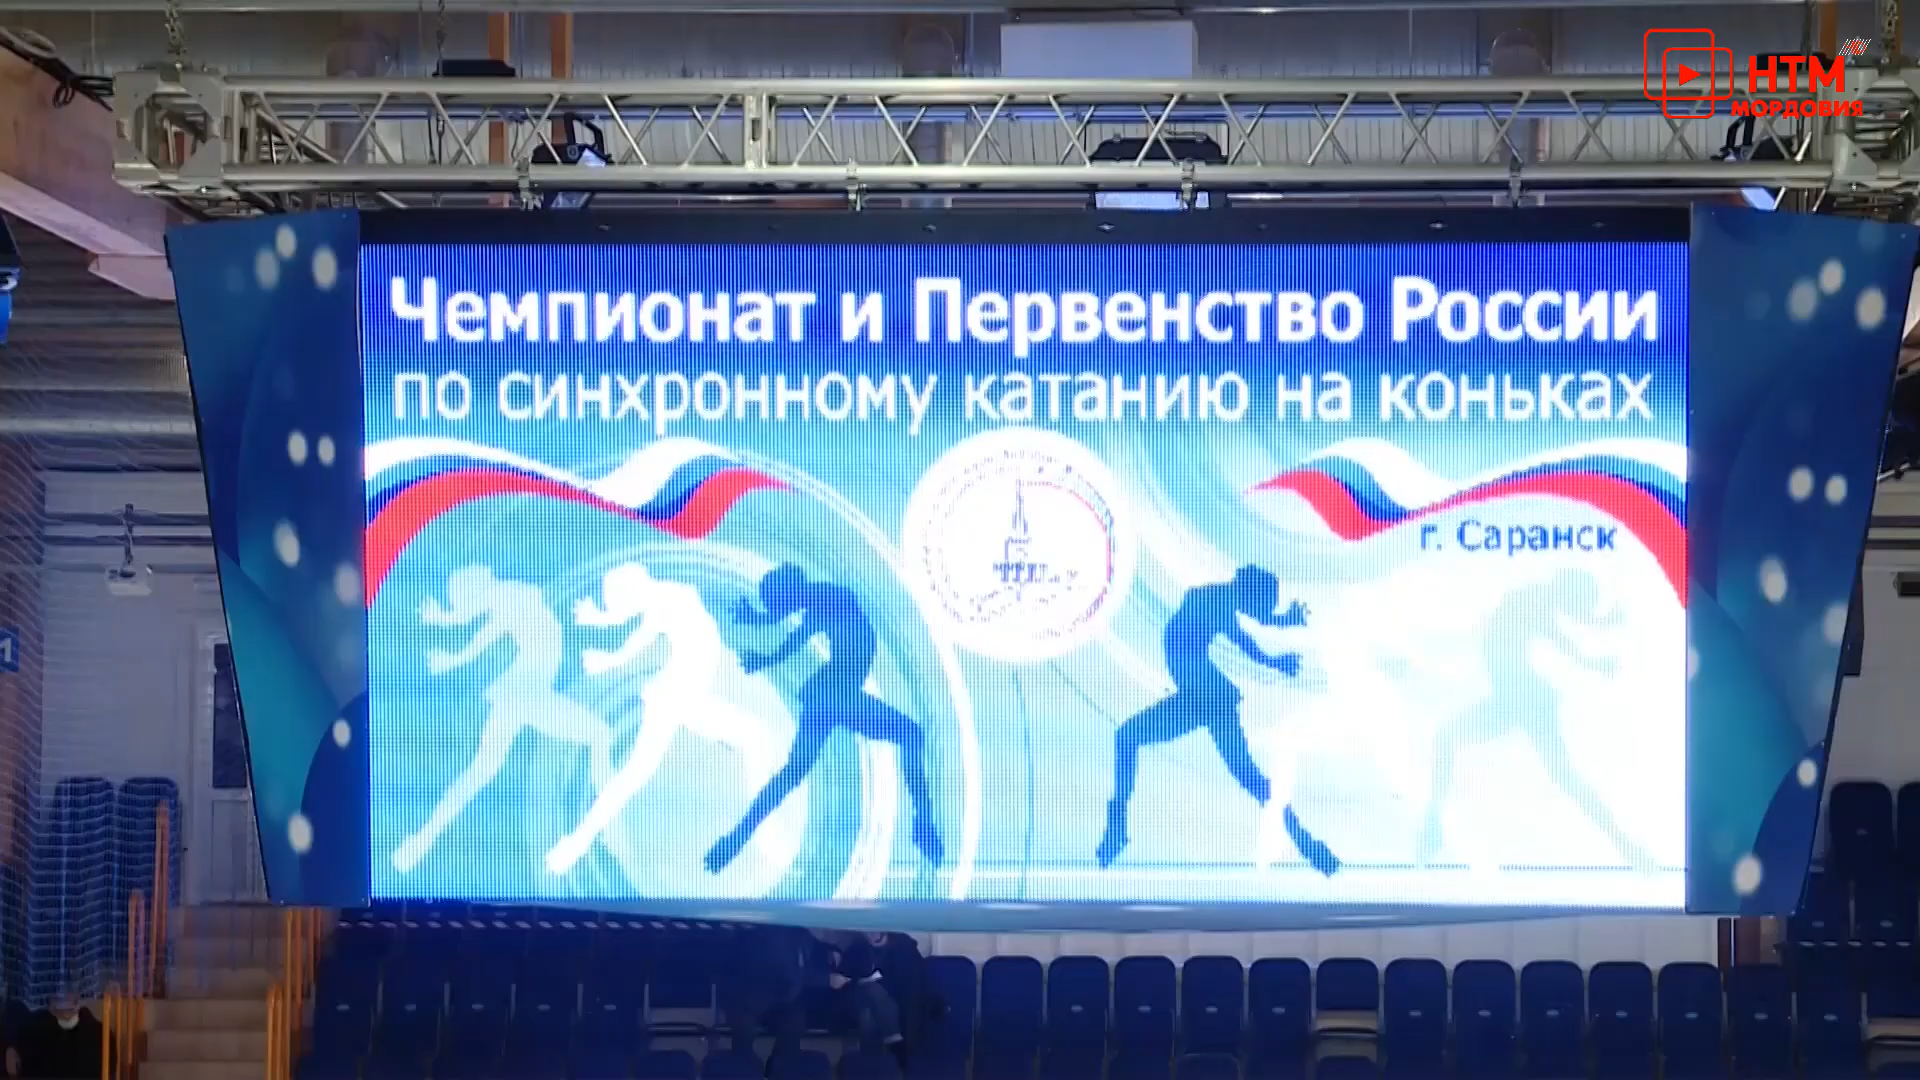 НТМ
МОРДОВИЯ
Чемпионат и Первенство России
по синхронному катанию на коньках
г. Саранск